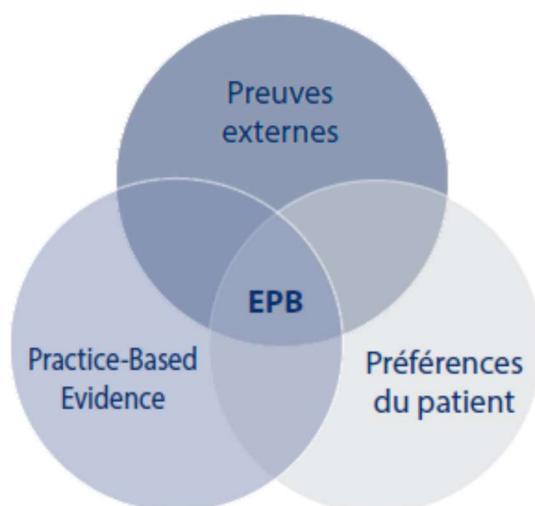 Preuves
externes
EPB
Practice-Based
Evidence
Préférences
du patient